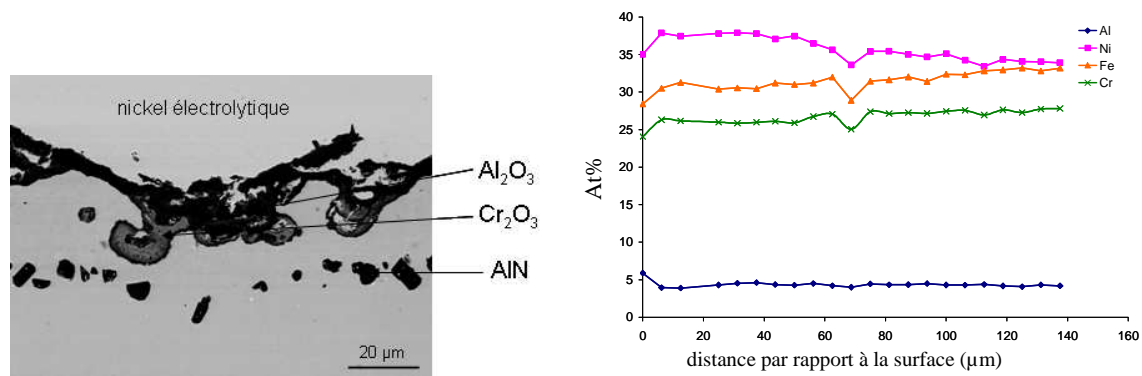 nickel électrolytique
Al₂O₃
Cr₂O₃
AlN
20 µm
40
35
30
25
20
15
10
5
0
At%
0 20 40 60 80 100 120 140 160
distance par rapport à la surface (µm)
Al
Ni
Fe
Cr